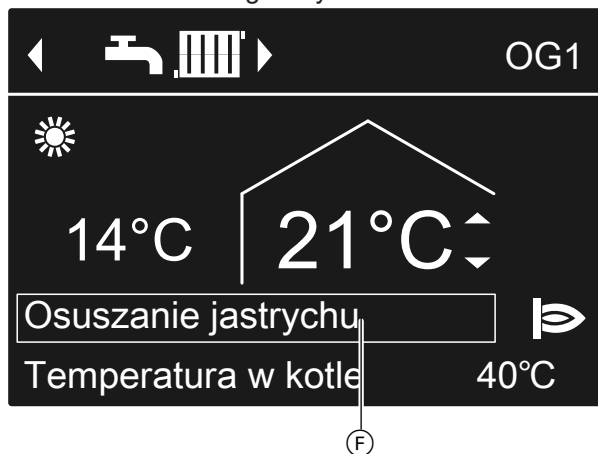 OG1
14°C 21°C
Osuszanie jastrychu
Temperatura w kotle 40°C
F